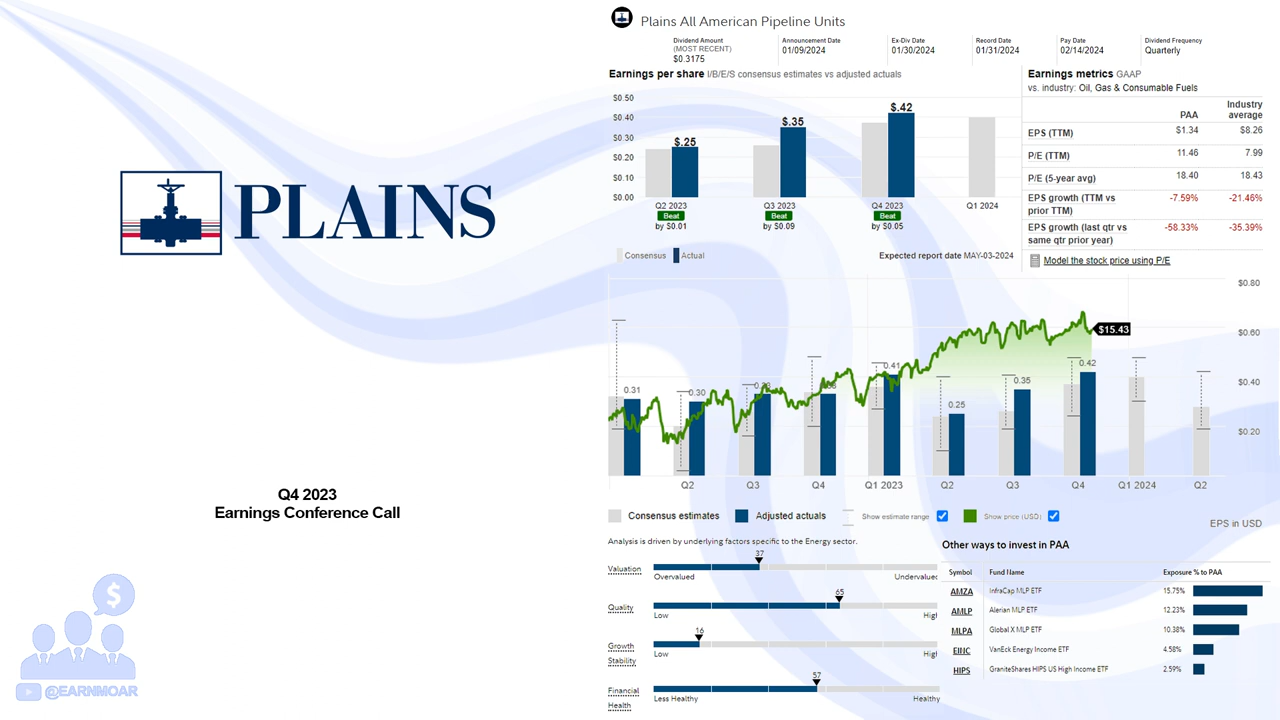 PLAINS
Q4 2023
Earnings Conference Call
$
@EARNMOAR
Plains All American Pipeline Units
Dividend Amount
(MOST RECENT)
$0.3175
Announcement Date
01/09/2024
Ex-Div Date
01/30/2024
Record Date
01/31/2024
Pay Date
02/14/2024
Dividend Frequency
Quarterly
Earnings per share I/B/E/S consensus estimates vs adjusted actuals
$0.50
$0.40
$0.30
$0.20
$0.10
$0.00
$.25
$.35
$.42
Q2 2023
Beat
by $0.01
Q3 2023
Beat
by $0.09
Q4 2023
Beat
by $0.05
Q1 2024
Consensus Actual
Expected report date MAY-03-2024
Earnings metrics GAAP
vs. industry: Oil, Gas & Consumable Fuels
PAA Industry average
EPS (TTM) $1.34 $8.26
P/E (TTM) 11.46 7.99
P/E (5-year avg) 18.40 18.43
EPS growth (TTM vs prior TTM) -7.59% -21.46%
EPS growth (last qtr vs same qtr prior year) -58.33% -35.39%
Model the stock price using P/E
$0.80
$0.60
$0.40
$0.20
$15.43
0.31
0.30
0.41
0.25
0.35
0.42
Q2 Q3 Q4 Q1 2023 Q2 Q3 Q4 Q1 2024 Q2
Consensus estimates Adjusted actuals Show estimate range Show price (USD)
EPS in USD
Analysis is driven by underlying factors specific to the Energy sector.
Valuation
37
Overvalued Undervalued
Quality
65
Low High
Growth Stability
16
Low High
Financial Health
57
Less Healthy Healthy
Other ways to invest in PAA
Symbol Fund Name Exposure % to PAA
AMZA InfraCap MLP ETF 15.75%
AMLP Alerian MLP ETF 12.23%
MLPA Global X MLP ETF 10.38%
EINC VanEck Energy Income ETF 4.58%
HIPS GraniteShares HIPS US High Income ETF 2.59%